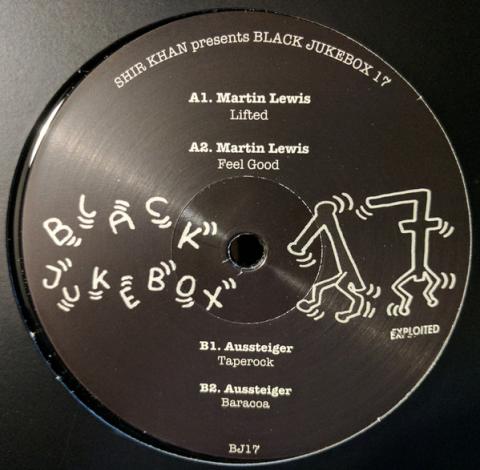 SHIR KHAN presents BLACK JUKEBOX 17
A1. Martin Lewis
Lifted
A2. Martin Lewis
Feel Good
BLACK
JUKEBOX
17
EXPLOITED
B1. Aussteiger
Taperock
B2. Aussteiger
Baracoa
BJ17